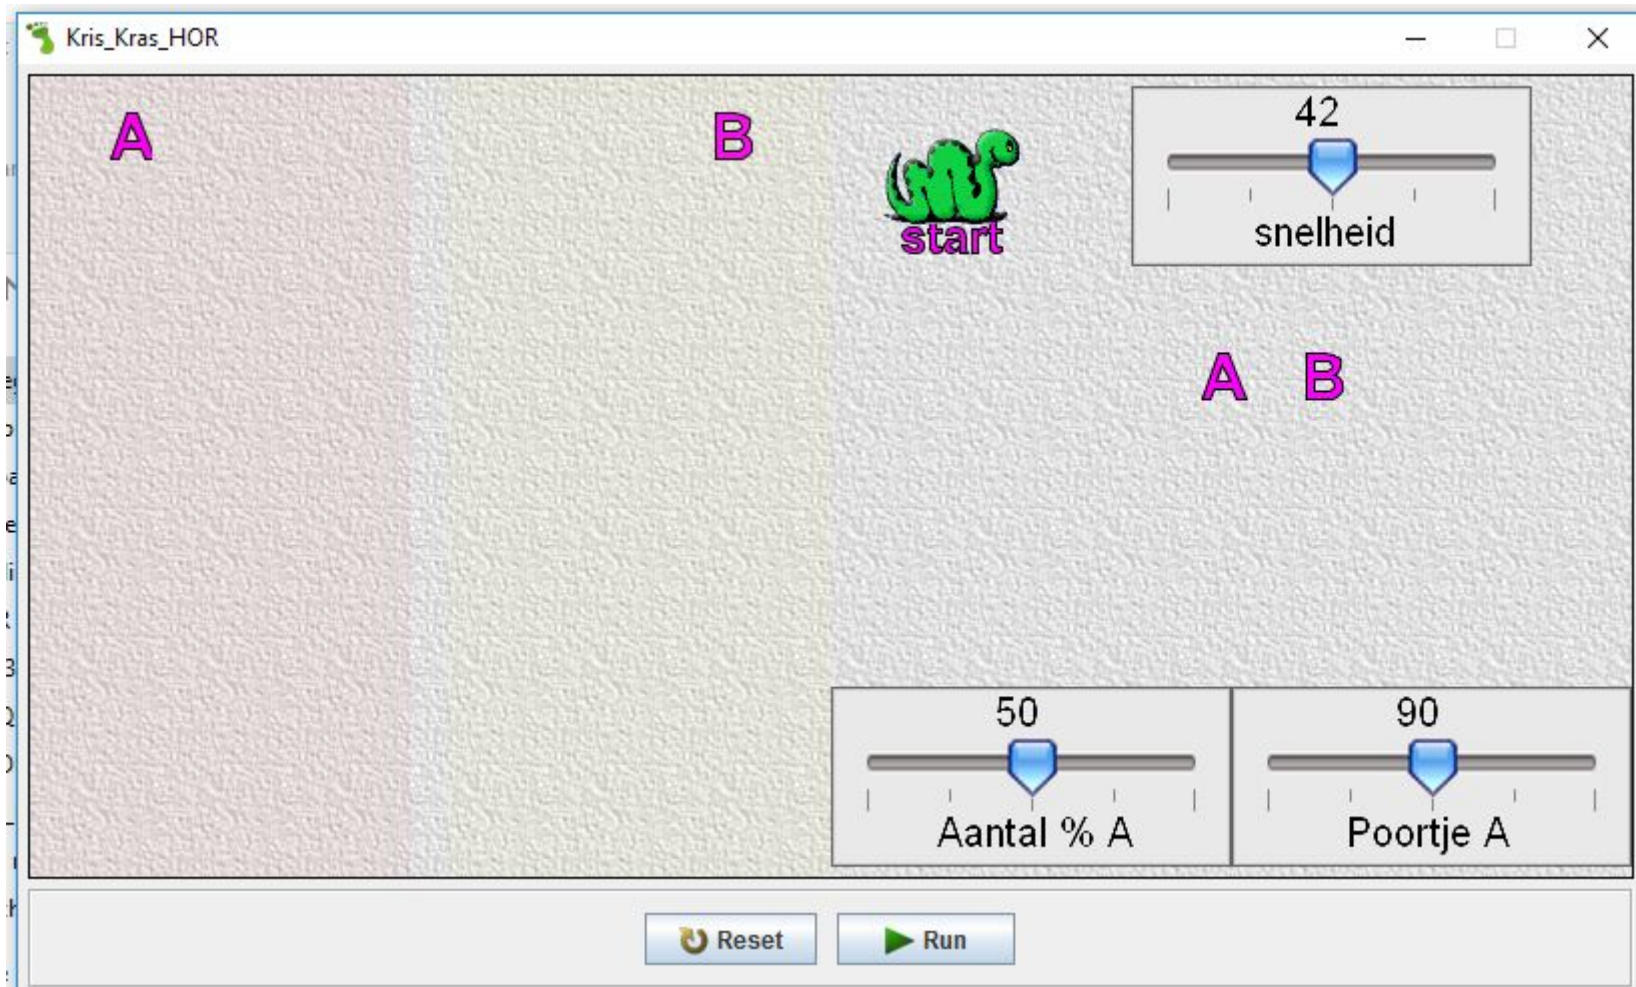 Kris_Kras_HOR
A
B
start
42
snelheid
A B
50
Aantal % A
90
Poortje A
Reset
Run